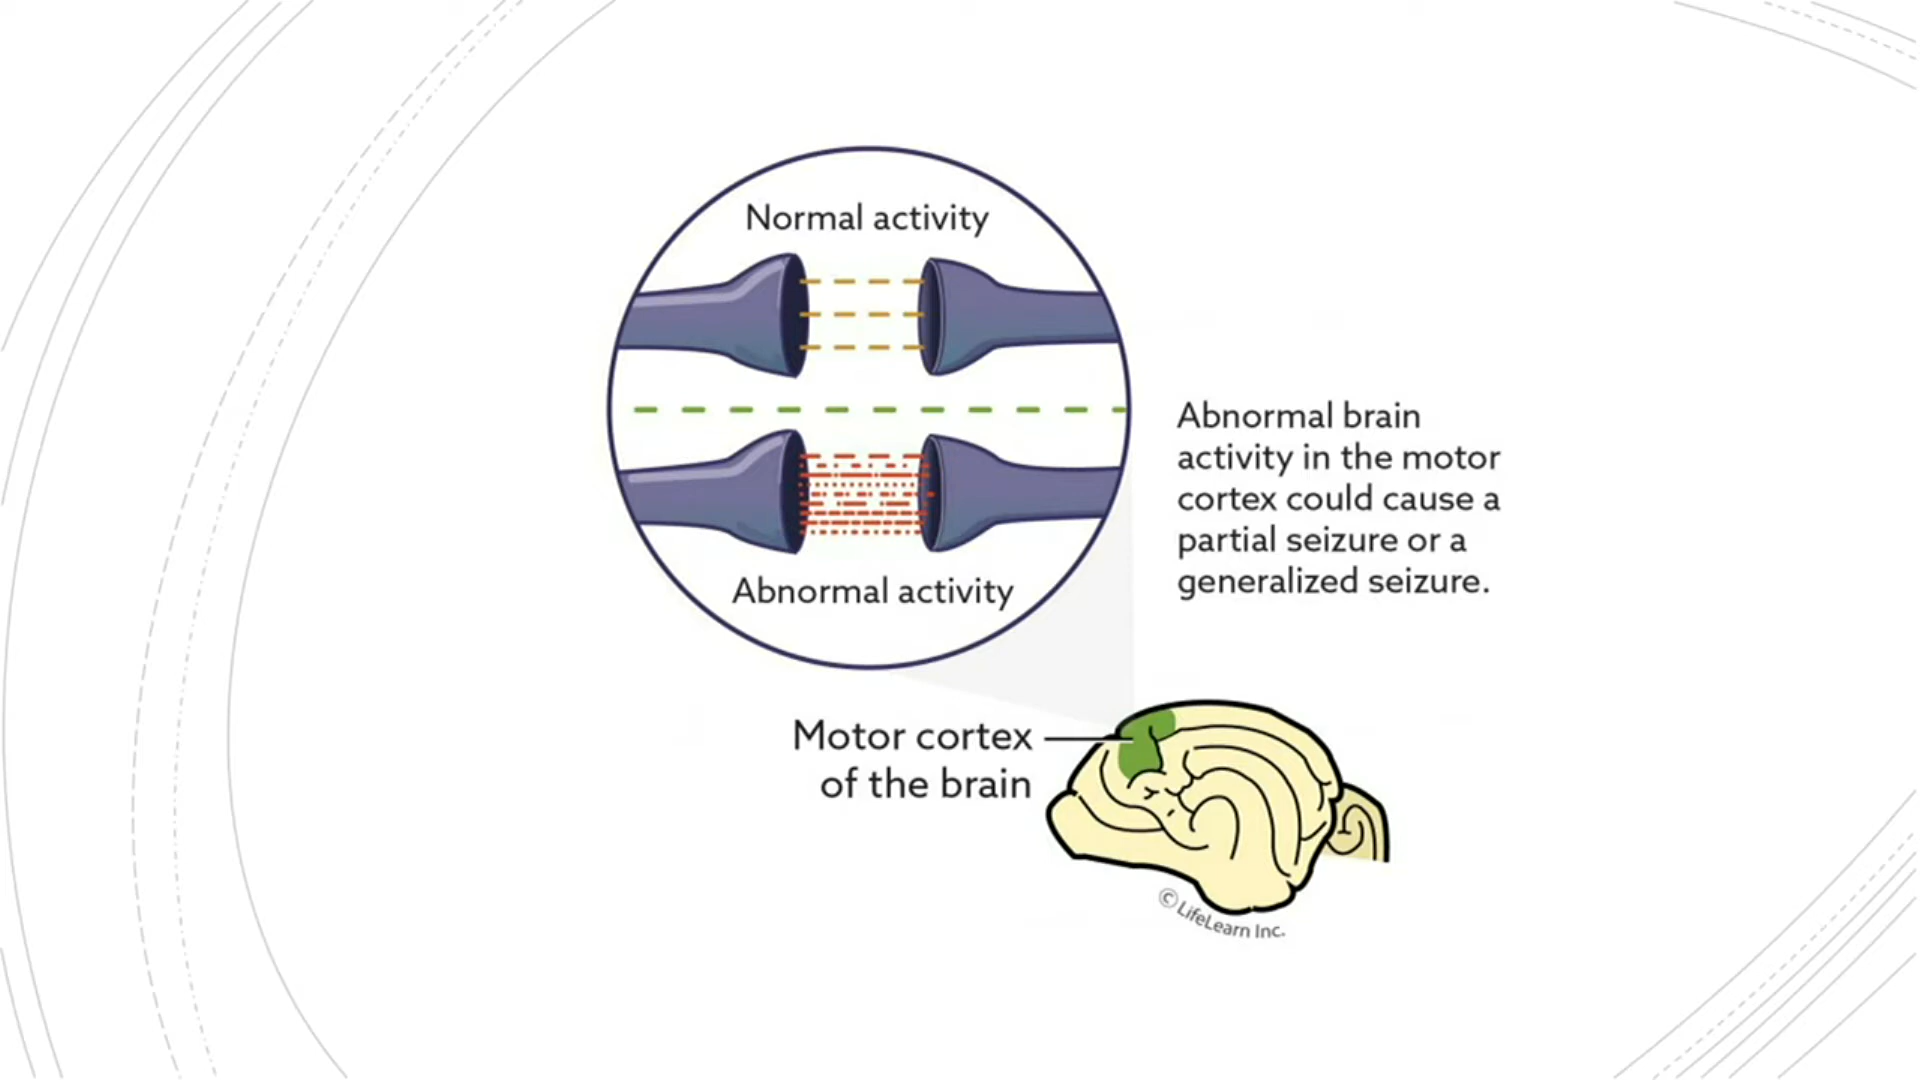 Normal activity
Abnormal activity
Abnormal brain
activity in the motor
cortex could cause a
partial seizure or a
generalized seizure.
Motor cortex
of the brain
© LifeLearn Inc.